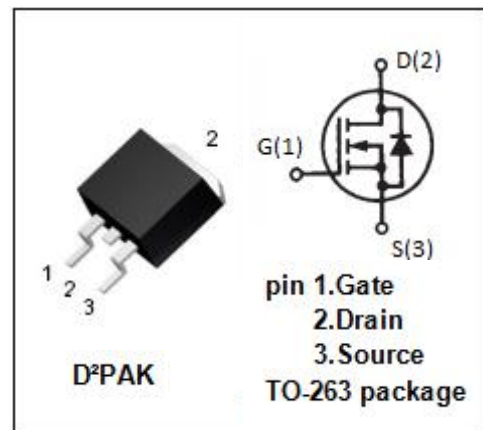 2
1
2
3
D²PAK
D(2)
G(1)
S(3)
pin 1.Gate
2.Drain
3.Source
TO-263 package